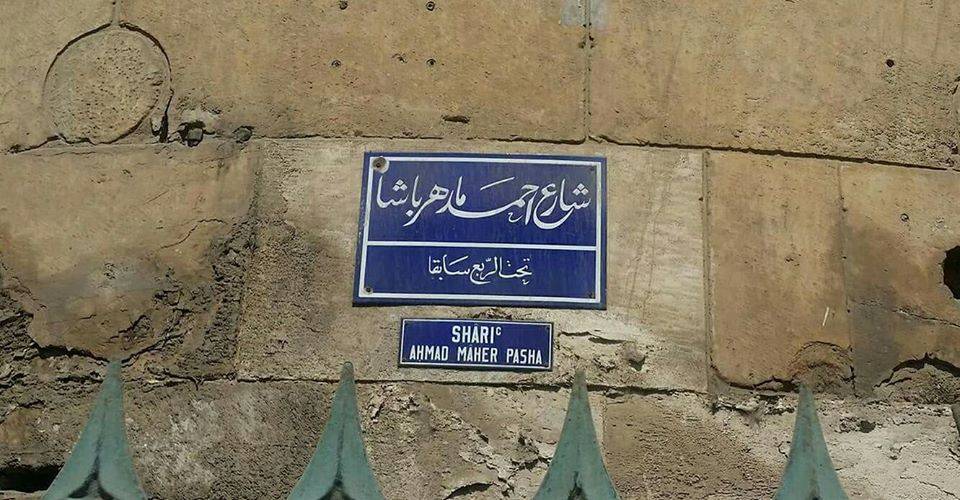 شارع احمد ماهر باشا
تحت الربع سابقا
SHARIᶜ
AHMAD MAHER PASHA